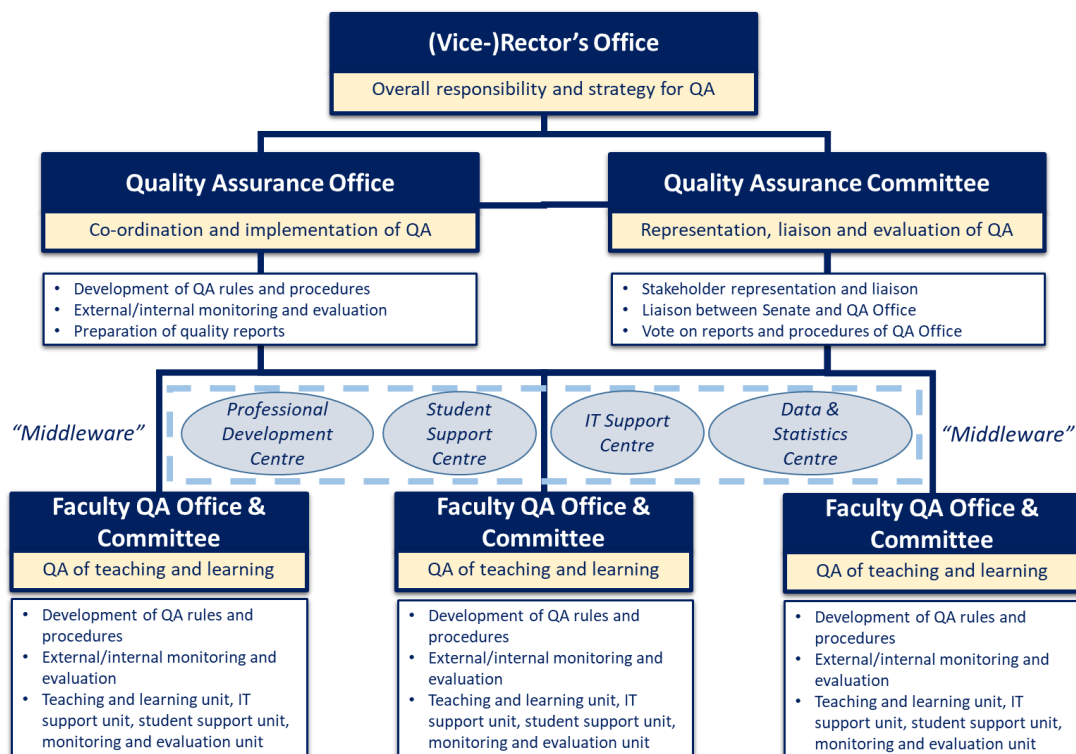 (Vice-)Rector's Office
Overall responsibility and strategy for QA
Quality Assurance Office
Co-ordination and implementation of QA
• Development of QA rules and procedures
• External/internal monitoring and evaluation
• Preparation of quality reports
Quality Assurance Committee
Representation, liaison and evaluation of QA
• Stakeholder representation and liaison
• Liaison between Senate and QA Office
• Vote on reports and procedures of QA Office
“Middleware”
Professional
Development
Centre
Student
Support
Centre
IT Support
Centre
Data &
Statistics
Centre
“Middleware”
Faculty QA Office &
Committee
QA of teaching and learning
• Development of QA rules and
procedures
• External/internal monitoring and
evaluation
• Teaching and learning unit, IT
support unit, student support unit,
monitoring and evaluation unit
Faculty QA Office &
Committee
QA of teaching and learning
• Development of QA rules and
procedures
• External/internal monitoring and
evaluation
• Teaching and learning unit, IT
support unit, student support unit,
monitoring and evaluation unit
Faculty QA Office &
Committee
QA of teaching and learning
• Development of QA rules and
procedures
• External/internal monitoring and
evaluation
• Teaching and learning unit, IT
support unit, student support unit,
monitoring and evaluation unit